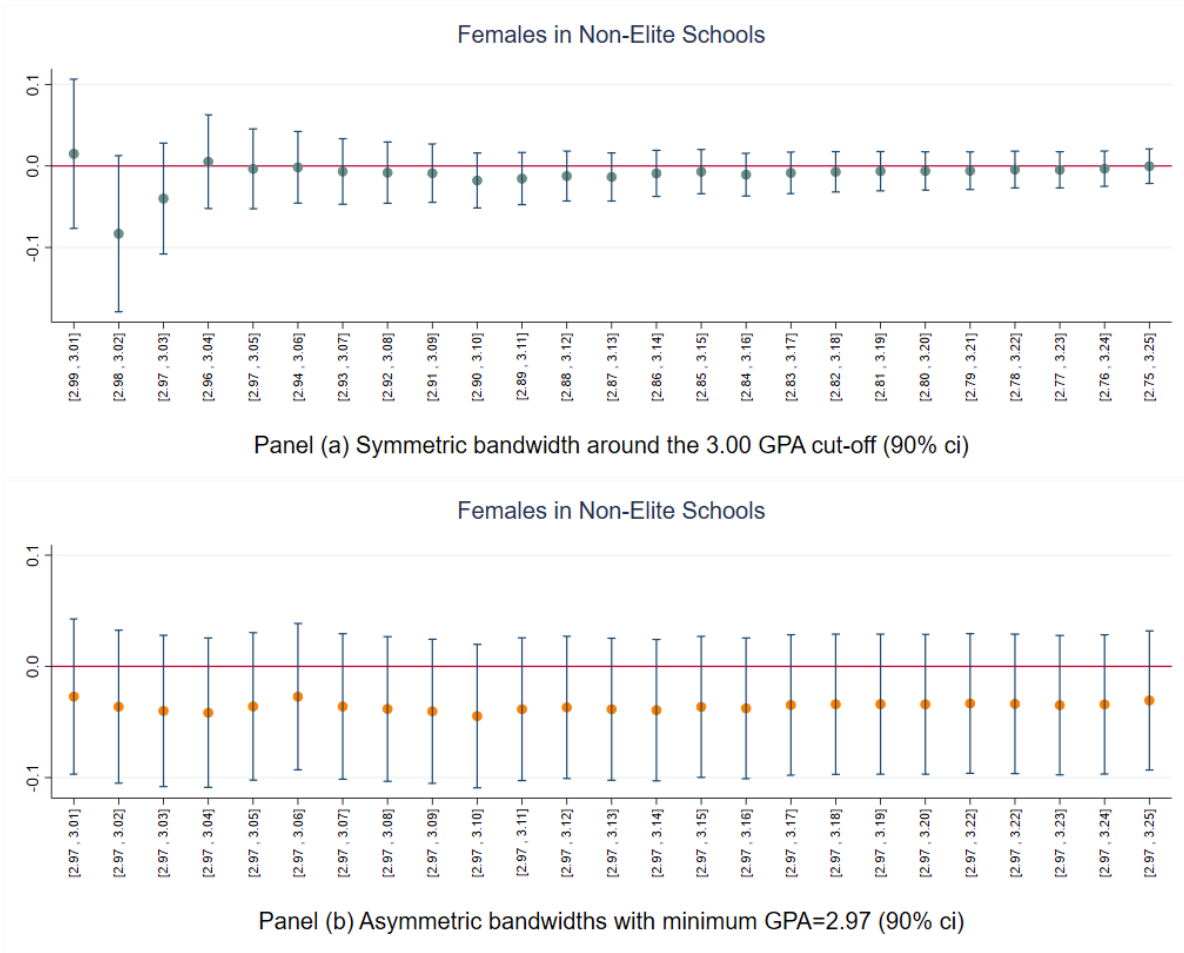 Females in Non-Elite Schools
0.1
0.0
-0.1
[2.99 , 3.01]
[2.98 , 3.02]
[2.97 , 3.03]
[2.96 , 3.04]
[2.97 , 3.05]
[2.94 , 3.06]
[2.93 , 3.07]
[2.92 , 3.08]
[2.91 , 3.09]
[2.90 , 3.10]
[2.89 , 3.11]
[2.88 , 3.12]
[2.87 , 3.13]
[2.86 , 3.14]
[2.85 , 3.15]
[2.84 , 3.16]
[2.83 , 3.17]
[2.82 , 3.18]
[2.81 , 3.19]
[2.80 , 3.20]
[2.79 , 3.21]
[2.78 , 3.22]
[2.77 , 3.23]
[2.76 , 3.24]
[2.75 , 3.25]
Panel (a) Symmetric bandwidth around the 3.00 GPA cut-off (90% ci)
Females in Non-Elite Schools
0.1
0.0
-0.1
[2.97 , 3.01]
[2.97 , 3.02]
[2.97 , 3.03]
[2.97 , 3.04]
[2.97 , 3.05]
[2.97 , 3.06]
[2.97 , 3.07]
[2.97 , 3.08]
[2.97 , 3.09]
[2.97 , 3.10]
[2.97 , 3.11]
[2.97 , 3.12]
[2.97 , 3.13]
[2.97 , 3.14]
[2.97 , 3.15]
[2.97 , 3.16]
[2.97 , 3.17]
[2.97 , 3.18]
[2.97 , 3.19]
[2.97 , 3.20]
[2.97 , 3.22]
[2.97 , 3.22]
[2.97 , 3.23]
[2.97 , 3.24]
[2.97 , 3.25]
Panel (b) Asymmetric bandwidths with minimum GPA=2.97 (90% ci)